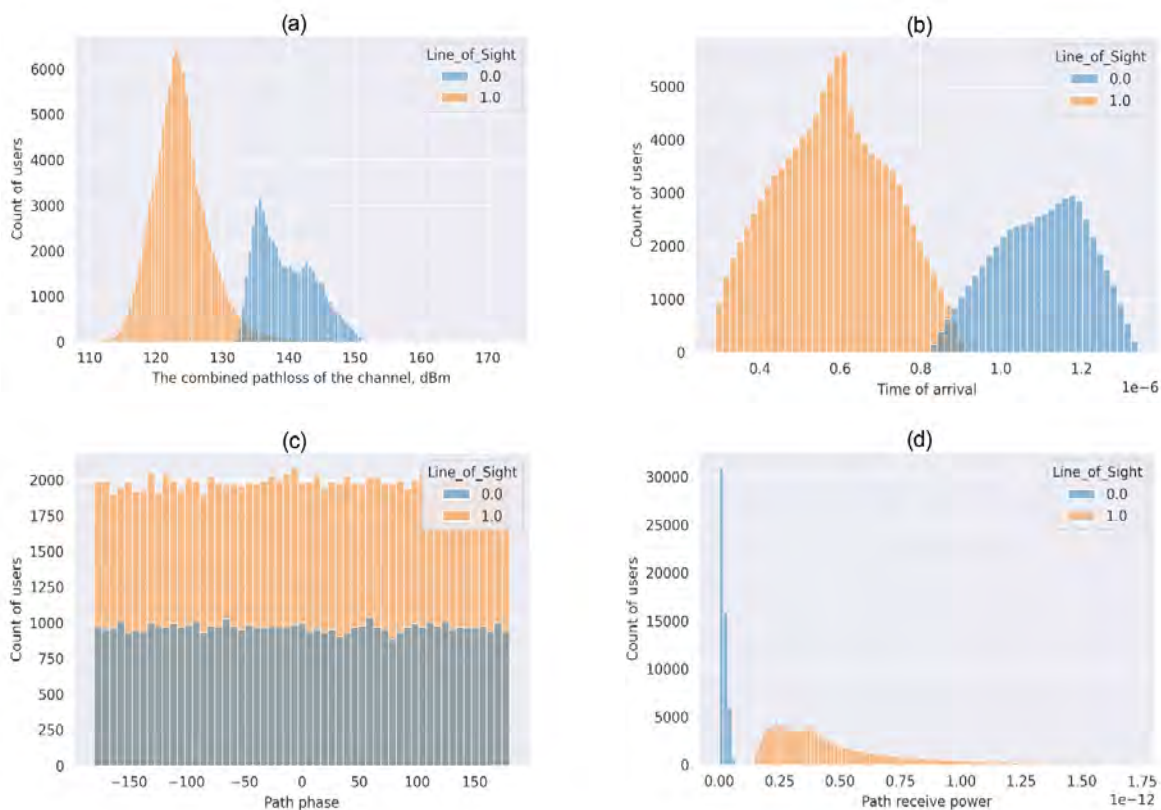 (a)
Line_of_Sight
0.0
1.0
6000
5000
4000
3000
2000
1000
0
Count of users
110 120 130 140 150 160 170
The combined pathloss of the channel, dBm
(b)
Line_of_Sight
0.0
1.0
5000
4000
3000
2000
1000
0
Count of users
0.4 0.6 0.8 1.0 1.2
1e-6
Time of arrival
(c)
Line_of_Sight
0.0
1.0
2000
1750
1500
1250
1000
750
500
250
0
Count of users
−150 −100 −50 0 50 100 150
Path phase
(d)
Line_of_Sight
0.0
1.0
30000
25000
20000
15000
10000
5000
0
Count of users
0.00 0.25 0.50 0.75 1.00 1.25 1.50 1.75
1e-12
Path receive power